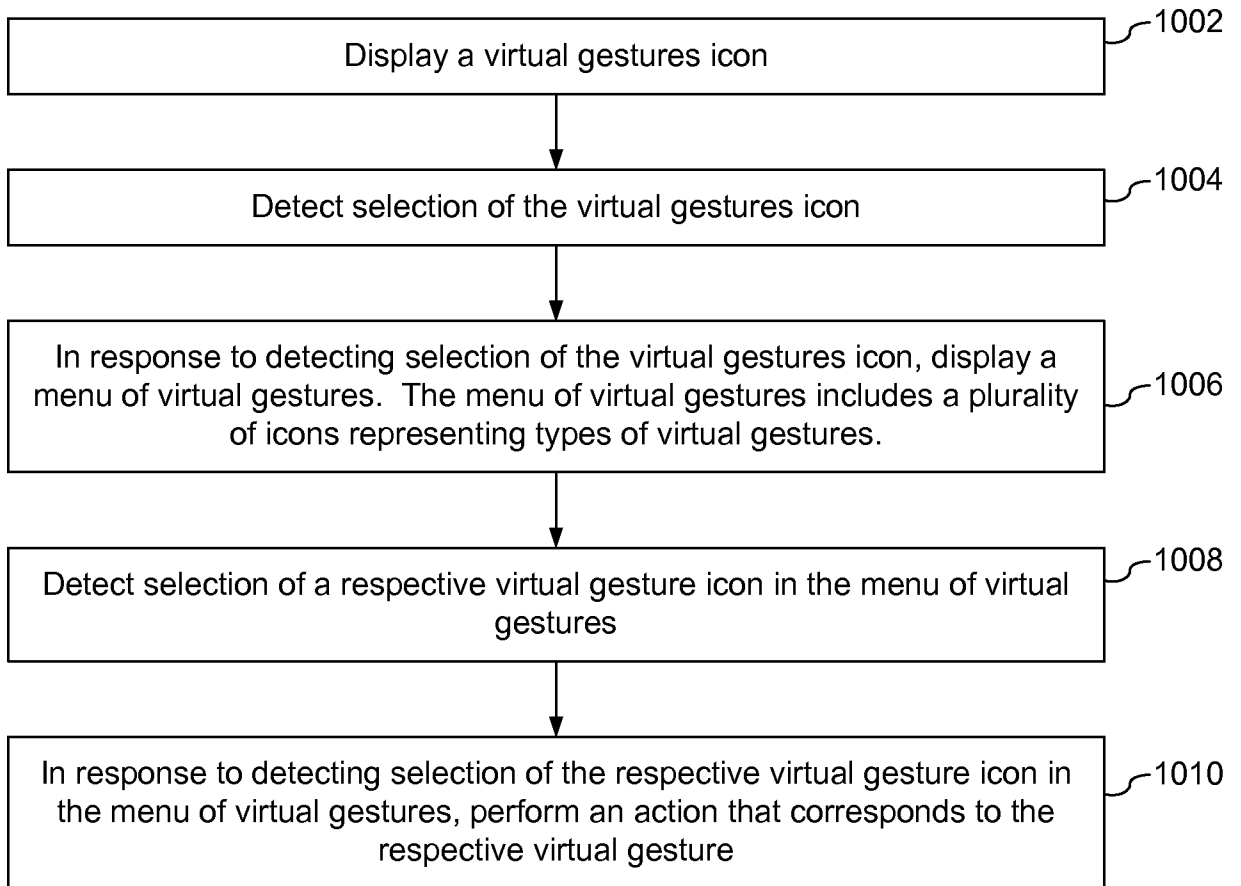 1002
Display a virtual gestures icon
1004
Detect selection of the virtual gestures icon
In response to detecting selection of the virtual gestures icon, display a
menu of virtual gestures.  The menu of virtual gestures includes a plurality
of icons representing types of virtual gestures.
1006
1008
Detect selection of a respective virtual gesture icon in the menu of virtual
gestures
In response to detecting selection of the respective virtual gesture icon in
the menu of virtual gestures, perform an action that corresponds to the
respective virtual gesture
1010